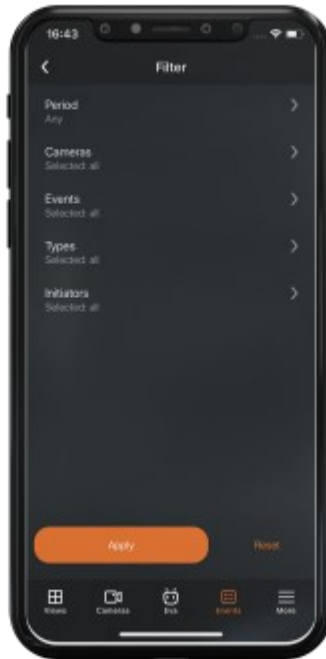 16:43
Filter
Period
Any
Cameras
Selected: all
Events
Selected: all
Types
Selected: all
Initiators
Selected: all
Apply
Reset
Views
Cameras
Eva
Events
More